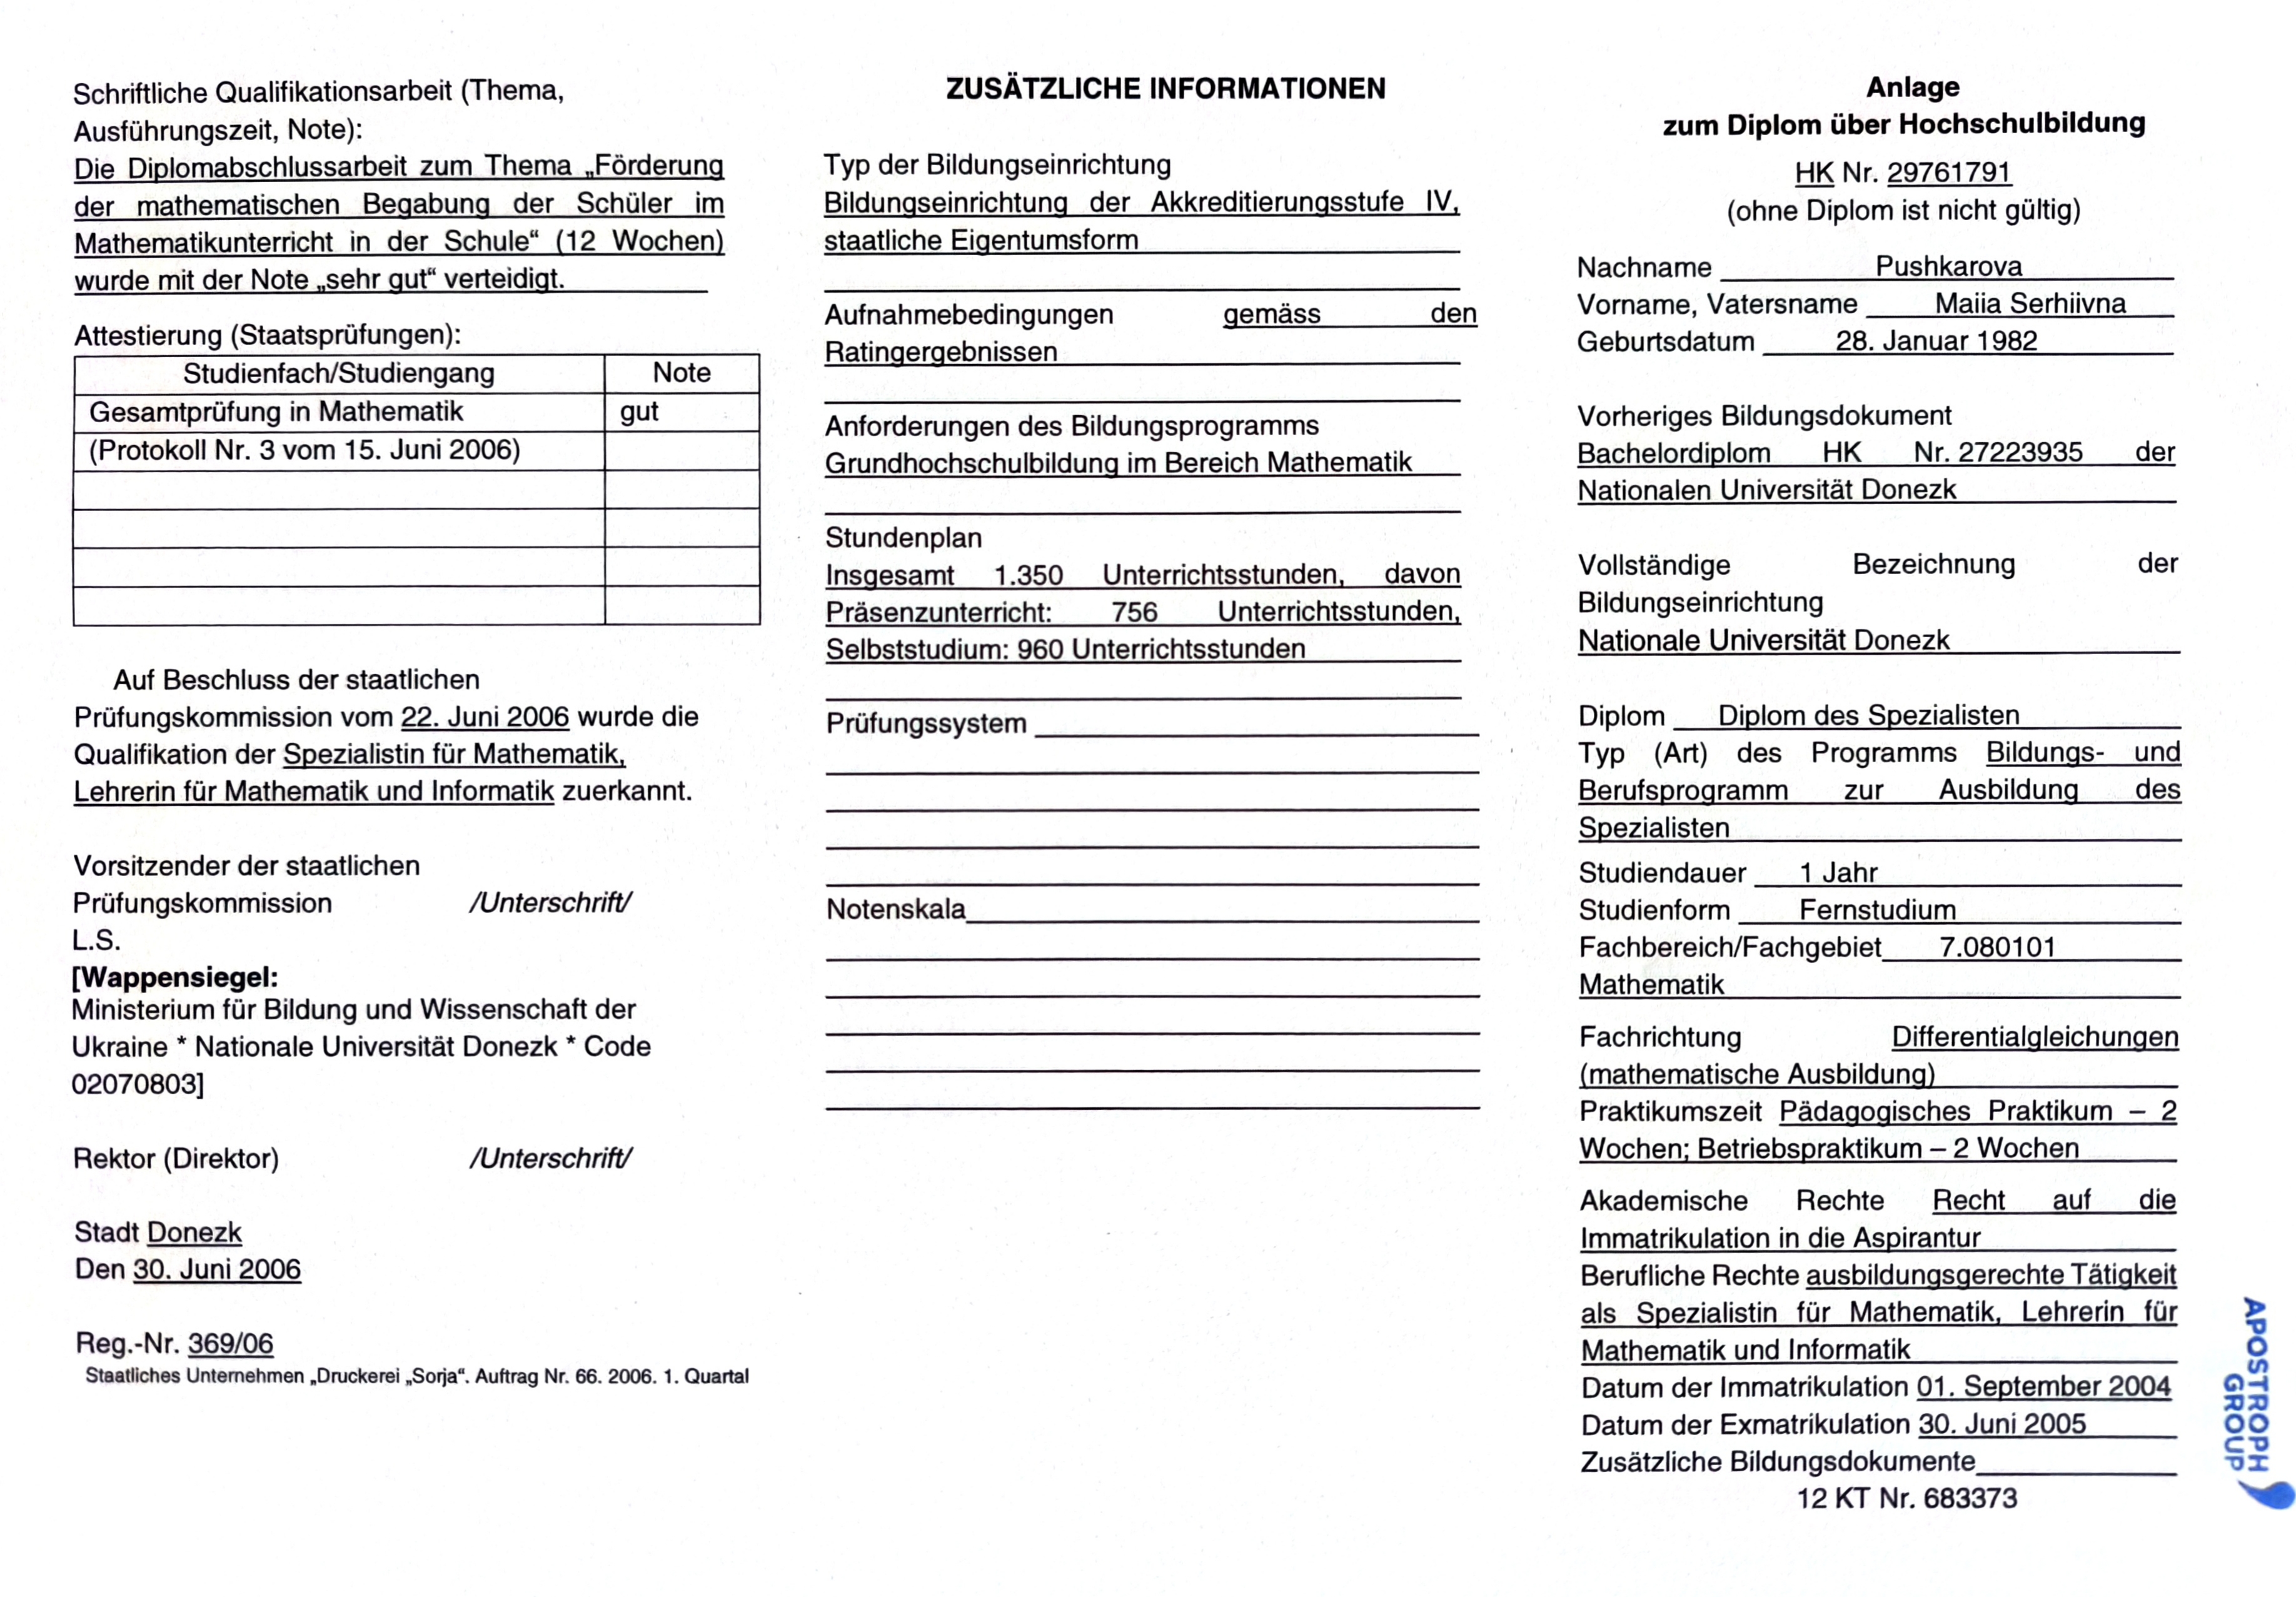 Schriftliche Qualifikationsarbeit (Thema,
Ausführungszeit, Note):
Die Diplomabschlussarbeit zum Thema „Förderung
der mathematischen Begabung der Schüler im
Mathematikunterricht in der Schule“ (12 Wochen)
wurde mit der Note „sehr gut“ verteidigt.
Attestierung (Staatsprüfungen):
Studienfach/Studiengang Note
Gesamtprüfung in Mathematik gut
(Protokoll Nr. 3 vom 15. Juni 2006)
Auf Beschluss der staatlichen
Prüfungskommission vom 22. Juni 2006 wurde die
Qualifikation der Spezialistin für Mathematik,
Lehrerin für Mathematik und Informatik zuerkannt.
Vorsitzender der staatlichen
Prüfungskommission /Unterschrift/
L.S.
[Wappensiegel:
Ministerium für Bildung und Wissenschaft der
Ukraine * Nationale Universität Donezk * Code
02070803]
Rektor (Direktor) /Unterschrift/
Stadt Donezk
Den 30. Juni 2006
Reg.-Nr. 369/06
Staatliches Unternehmen „Druckerei „Sorja“. Auftrag Nr. 66. 2006. 1. Quartal
ZUSÄTZLICHE INFORMATIONEN
Typ der Bildungseinrichtung
Bildungseinrichtung der Akkreditierungsstufe IV,
staatliche Eigentumsform
Aufnahmebedingungen gemäss den
Ratingergebnissen
Anforderungen des Bildungsprogramms
Grundhochschulbildung im Bereich Mathematik
Stundenplan
Insgesamt 1.350 Unterrichtsstunden, davon
Präsenzunterricht: 756 Unterrichtsstunden,
Selbststudium: 960 Unterrichtsstunden
Prüfungssystem
Notenskala
Anlage
zum Diplom über Hochschulbildung
HK Nr. 29761791
(ohne Diplom ist nicht gültig)
Nachname Pushkarova
Vorname, Vatersname Maiia Serhiivna
Geburtsdatum 28. Januar 1982
Vorheriges Bildungsdokument
Bachelordiplom HK Nr. 27223935 der
Nationalen Universität Donezk
Vollständige Bezeichnung der
Bildungseinrichtung
Nationale Universität Donezk
Diplom Diplom des Spezialisten
Typ (Art) des Programms Bildungs- und
Berufsprogramm zur Ausbildung des
Spezialisten
Studiendauer 1 Jahr
Studienform Fernstudium
Fachbereich/Fachgebiet 7.080101
Mathematik
Fachrichtung Differentialgleichungen
(mathematische Ausbildung)
Praktikumszeit Pädagogisches Praktikum – 2
Wochen; Betriebspraktikum – 2 Wochen
Akademische Rechte Recht auf die
Immatrikulation in die Aspirantur
Berufliche Rechte ausbildungsgerechte Tätigkeit
als Spezialistin für Mathematik, Lehrerin für
Mathematik und Informatik
Datum der Immatrikulation 01. September 2004
Datum der Exmatrikulation 30. Juni 2005
Zusätzliche Bildungsdokumente
12 KT Nr. 683373
APOSTROPH
GROUP